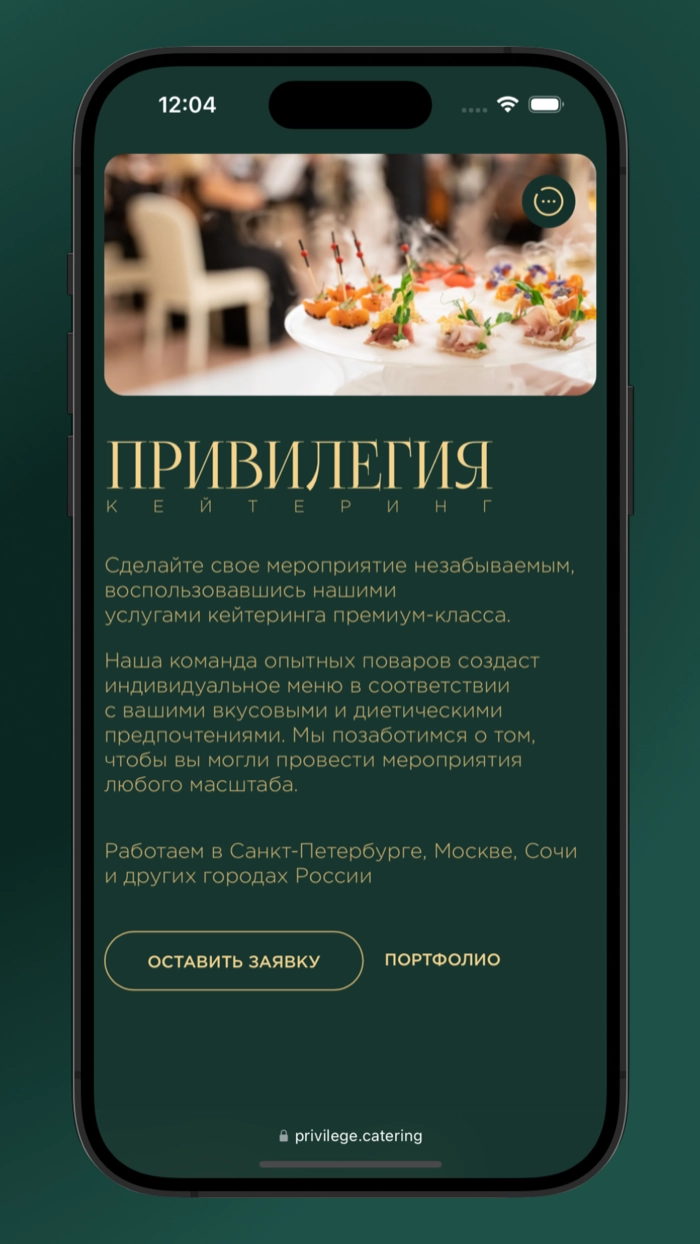 12:04
ПРИВИЛЕГИЯ
КЕЙТЕРИНГ
Сделайте свое мероприятие незабываемым,
воспользовавшись нашими
услугами кейтеринга премиум-класса.
Наша команда опытных поваров создаст
индивидуальное меню в соответствии
с вашими вкусовыми и диетическими
предпочтениями. Мы позаботимся о том,
чтобы вы могли провести мероприятия
любого масштаба.
Работаем в Санкт-Петербурге, Москве, Сочи
и других городах России
ОСТАВИТЬ ЗАЯВКУ ПОРТФОЛИО
privilege.catering